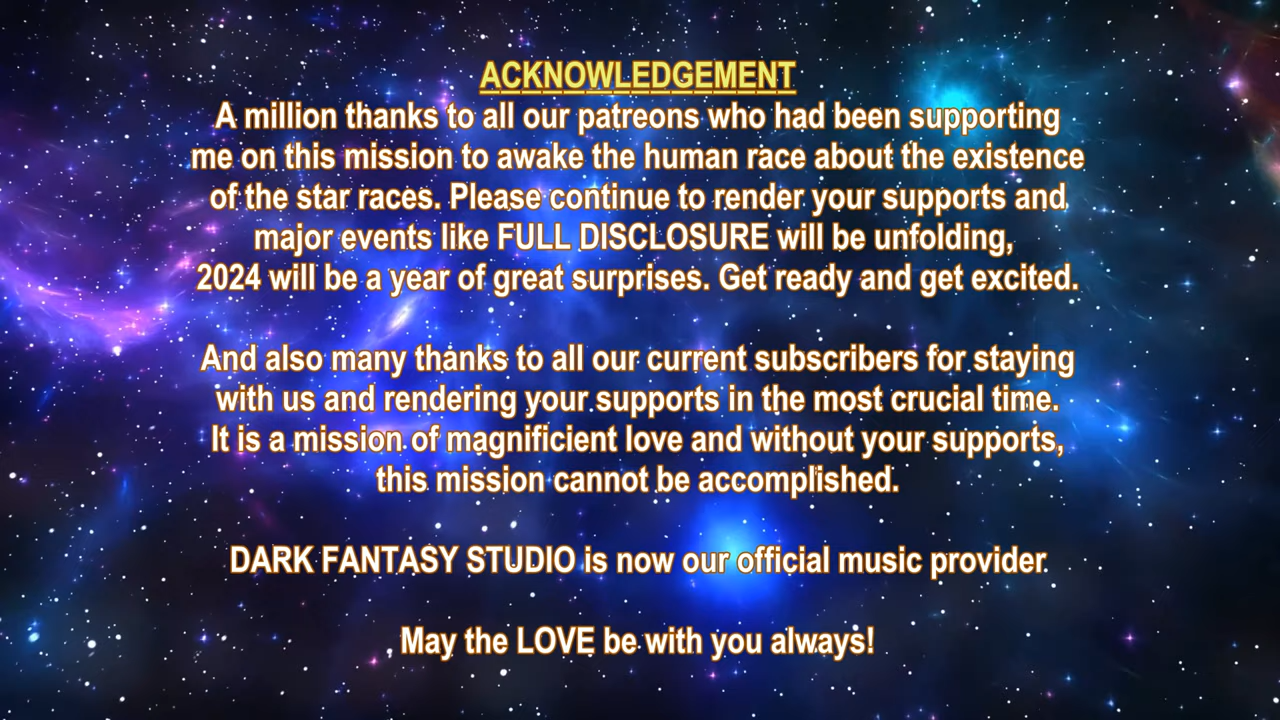 ACKNOWLEDGEMENT
A million thanks to all our patreons who had been supporting
me on this mission to awake the human race about the existence
of the star races. Please continue to render your supports and
major events like FULL DISCLOSURE will be unfolding,
2024 will be a year of great surprises. Get ready and get excited.
And also many thanks to all our current subscribers for staying
with us and rendering your supports in the most crucial time.
It is a mission of magnificient love and without your supports,
this mission cannot be accomplished.
DARK FANTASY STUDIO is now our official music provider
May the LOVE be with you always!